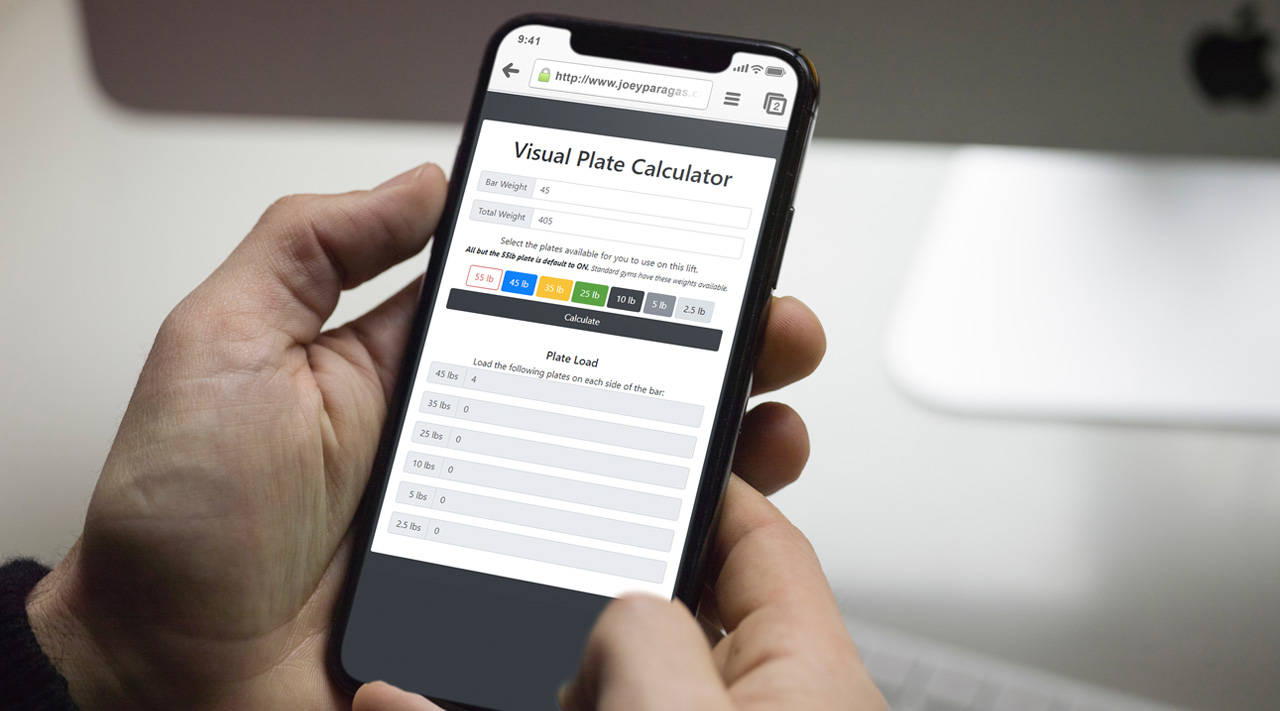 9:41
http://www.joeyparagas.c
2
Visual Plate Calculator
Bar Weight 45
Total Weight 405
Select the plates available for you to use on this lift.
All but the 55lb plate is default to ON. Standard gyms have these weights available.
55 lb 45 lb 35 lb 25 lb 10 lb 5 lb 2.5 lb
Calculate
Plate Load
Load the following plates on each side of the bar:
45 lbs 4
35 lbs 0
25 lbs 0
10 lbs 0
5 lbs 0
2.5 lbs 0